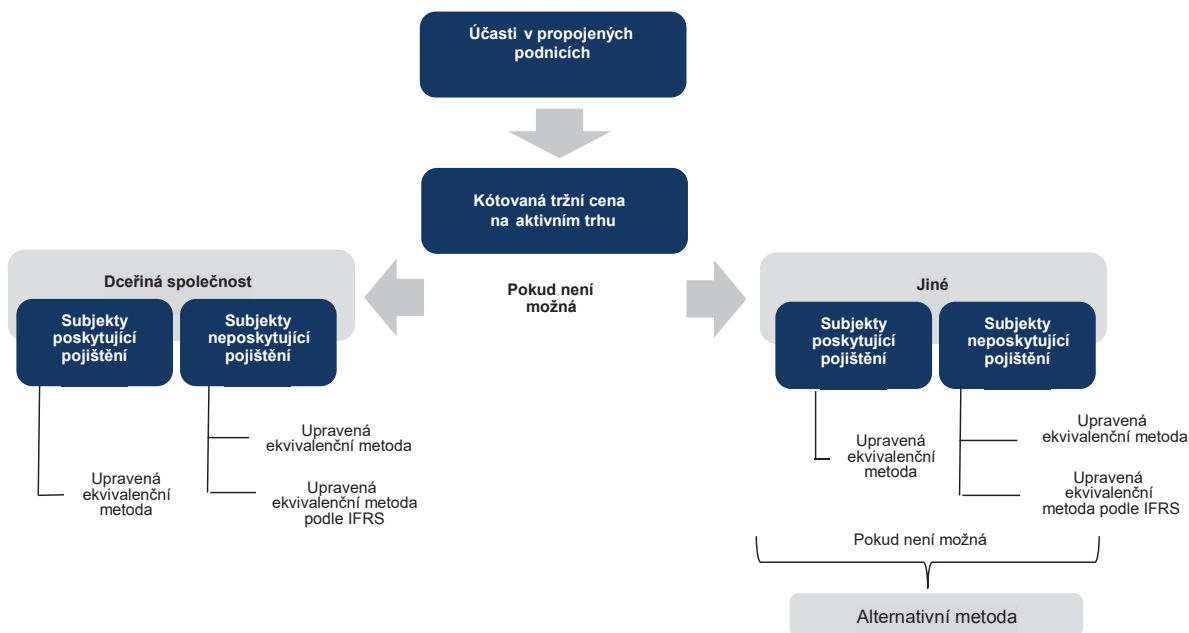 Účasti v propojených
podnicích
Kótovaná tržní cena
na aktivním trhu
Pokud není
možná
Dceřiná společnost
Subjekty
poskytující
pojištění
Subjekty
neposkytující
pojištění
Upravená
ekvivalenční
metoda
Upravená
ekvivalenční metoda
Upravená
ekvivalenční metoda
podle IFRS
Jiné
Subjekty
poskytující
pojištění
Subjekty
neposkytující
pojištění
Upravená
ekvivalenční
metoda
Upravená
ekvivalenční metoda
Upravená
ekvivalenční
metoda podle IFRS
Pokud není možná
Alternativní metoda